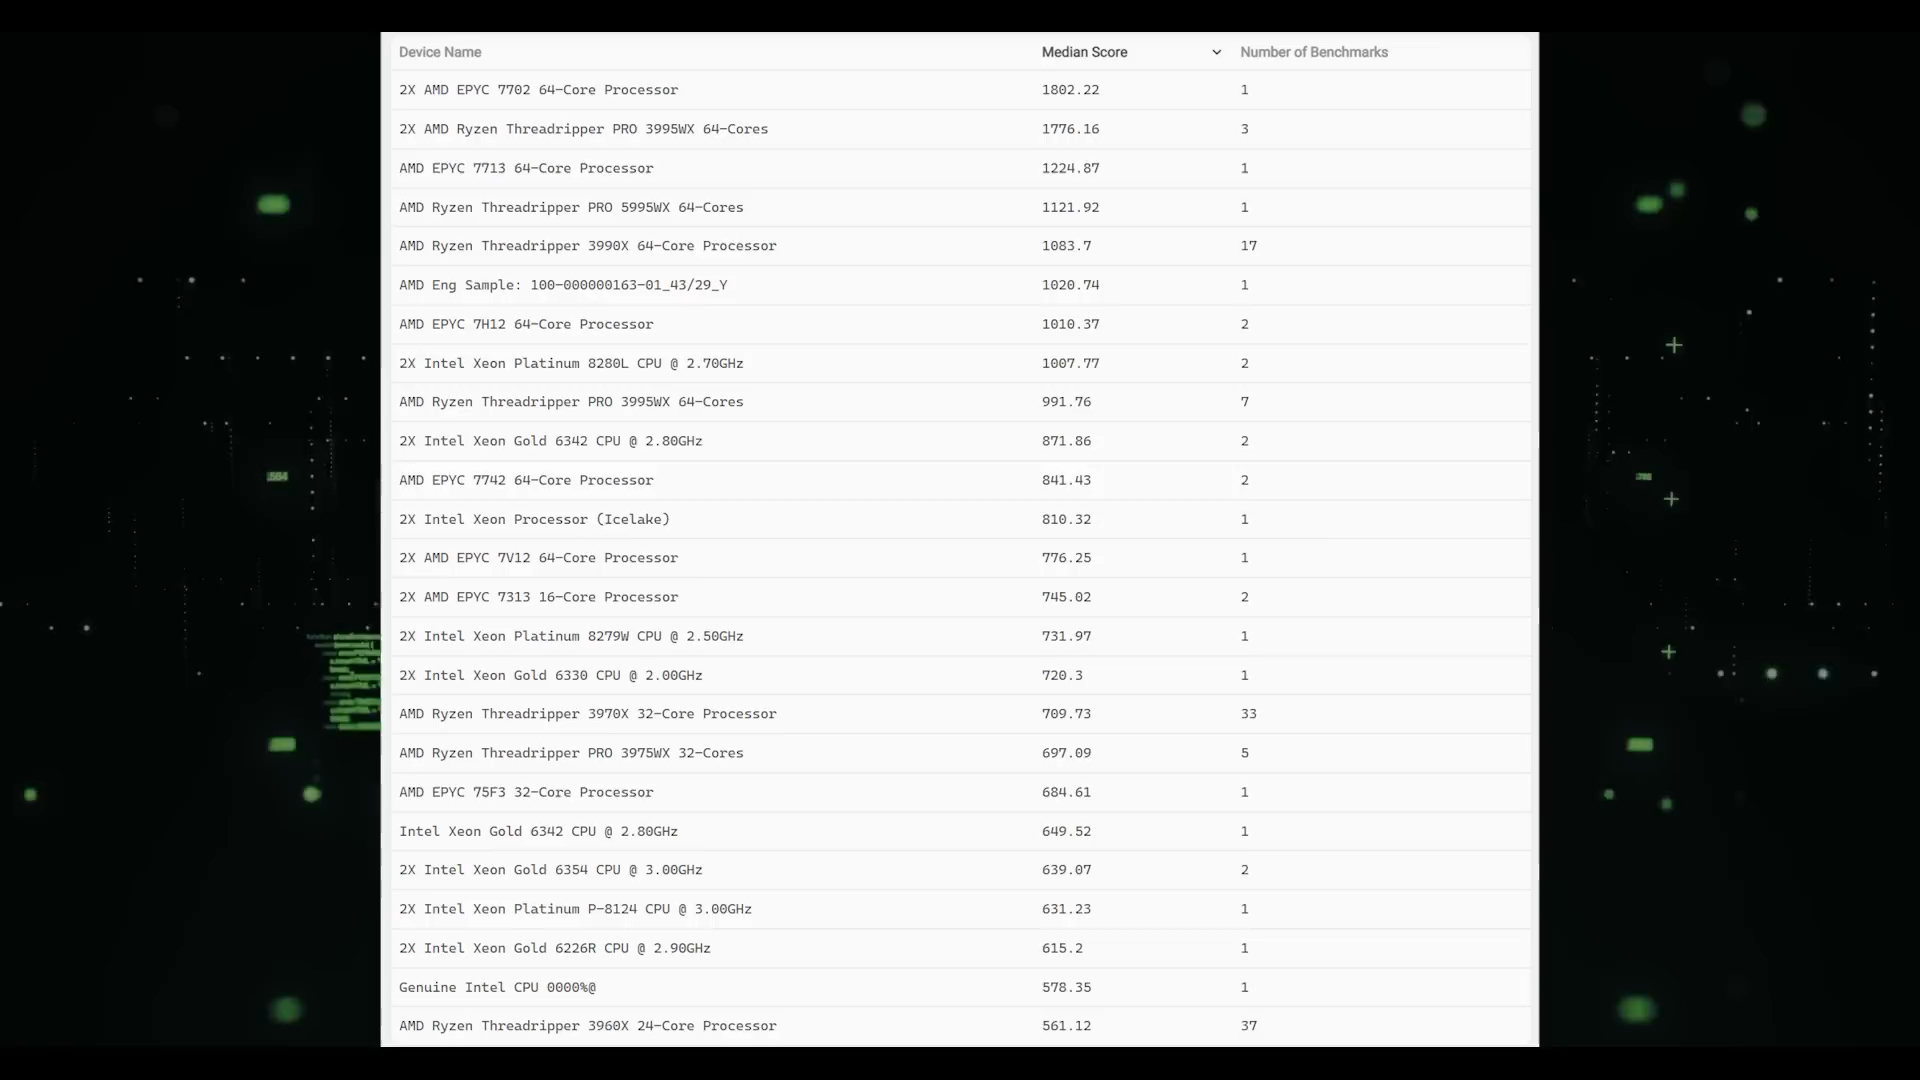 Device Name Median Score Number of Benchmarks
2X AMD EPYC 7702 64-Core Processor 1802.22 1
2X AMD Ryzen Threadripper PRO 3995WX 64-Cores 1776.16 3
AMD EPYC 7713 64-Core Processor 1224.87 1
AMD Ryzen Threadripper PRO 5995WX 64-Cores 1121.92 1
AMD Ryzen Threadripper 3990X 64-Core Processor 1083.7 17
AMD Eng Sample: 100-000000163-01_43/29_Y 1020.74 1
AMD EPYC 7H12 64-Core Processor 1010.37 2
2X Intel Xeon Platinum 8280L CPU @ 2.70GHz 1007.77 2
AMD Ryzen Threadripper PRO 3995WX 64-Cores 991.76 7
2X Intel Xeon Gold 6342 CPU @ 2.80GHz 871.86 2
AMD EPYC 7742 64-Core Processor 841.43 2
2X Intel Xeon Processor (Icelake) 810.32 1
2X AMD EPYC 7V12 64-Core Processor 776.25 1
2X AMD EPYC 7313 16-Core Processor 745.02 2
2X Intel Xeon Platinum 8279W CPU @ 2.50GHz 731.97 1
2X Intel Xeon Gold 6330 CPU @ 2.00GHz 720.3 1
AMD Ryzen Threadripper 3970X 32-Core Processor 709.73 33
AMD Ryzen Threadripper PRO 3975WX 32-Cores 697.09 5
AMD EPYC 75F3 32-Core Processor 684.61 1
Intel Xeon Gold 6342 CPU @ 2.80GHz 649.52 1
2X Intel Xeon Gold 6354 CPU @ 3.00GHz 639.07 2
2X Intel Xeon Platinum P-8124 CPU @ 3.00GHz 631.23 1
2X Intel Xeon Gold 6226R CPU @ 2.90GHz 615.2 1
Genuine Intel CPU 0000%@ 578.35 1
AMD Ryzen Threadripper 3960X 24-Core Processor 561.12 37